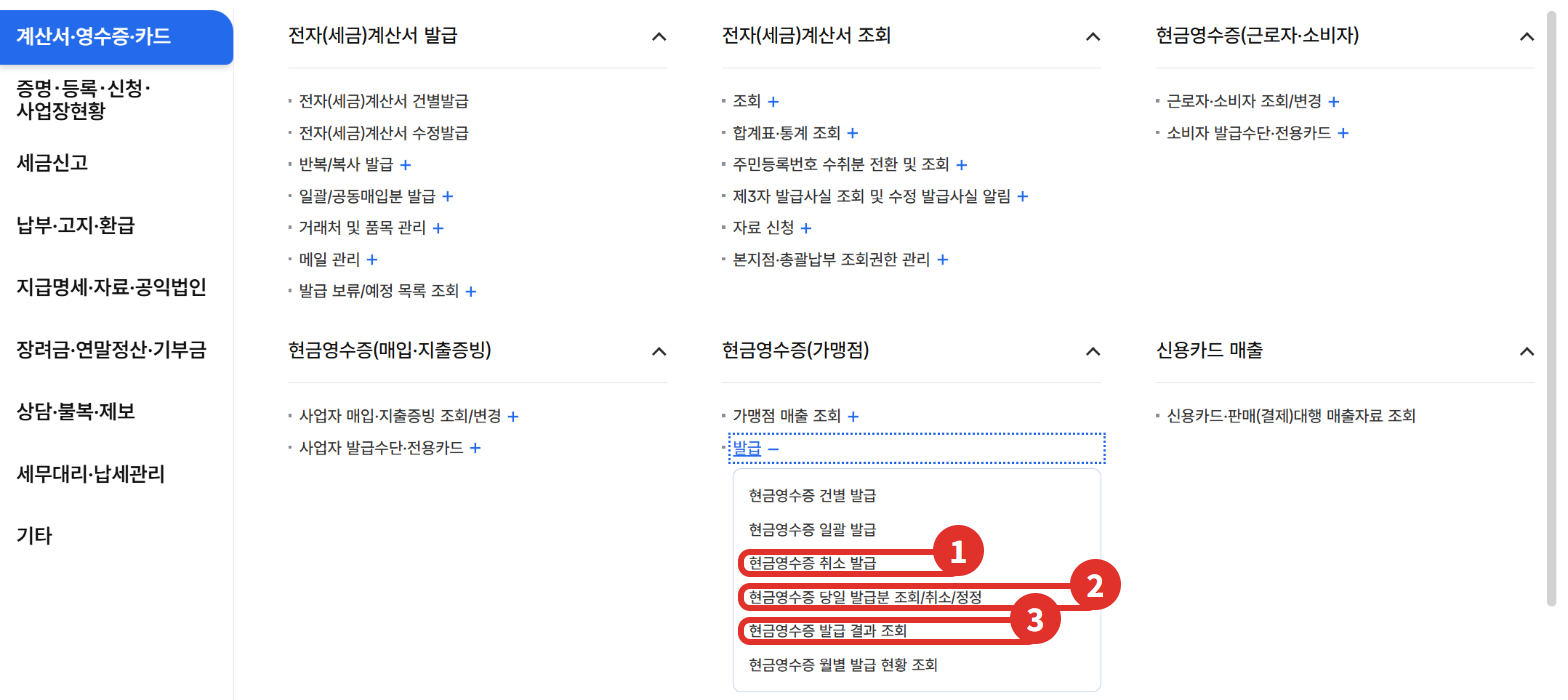 계산서·영수증·카드
증명·등록·신청·
사업장현황
세금신고
납부·고지·환급
지급명세·자료·공익법인
장려금·연말정산·기부금
상담·불복·제보
세무대리·납세관리
기타
전자(세금)계산서 발급
전자(세금)계산서 건별발급
전자(세금)계산서 수정발급
반복/복사 발급 +
일괄/공동매입분 발급 +
거래처 및 품목 관리 +
메일 관리 +
발급 보류/예정 목록 조회 +
전자(세금)계산서 조회
조회 +
합계표·통계 조회 +
주민등록번호 수취분 전환 및 조회 +
제3자 발급사실 조회 및 수정 발급사실 알림 +
자료 신청 +
본지점·총괄납부 조회권한 관리 +
현금영수증(근로자·소비자)
근로자·소비자 조회/변경 +
소비자 발급수단·전용카드 +
현금영수증(매입·지출증빙)
사업자 매입·지출증빙 조회/변경 +
사업자 발급수단·전용카드 +
현금영수증(가맹점)
가맹점 매출 조회 +
발급 −
현금영수증 건별 발급
현금영수증 일괄 발급
현금영수증 취소 발급 1
현금영수증 당일 발급분 조회/취소/정정 2
현금영수증 발급 결과 조회 3
현금영수증 월별 발급 현황 조회
신용카드 매출
신용카드·판매(결제)대행 매출자료 조회